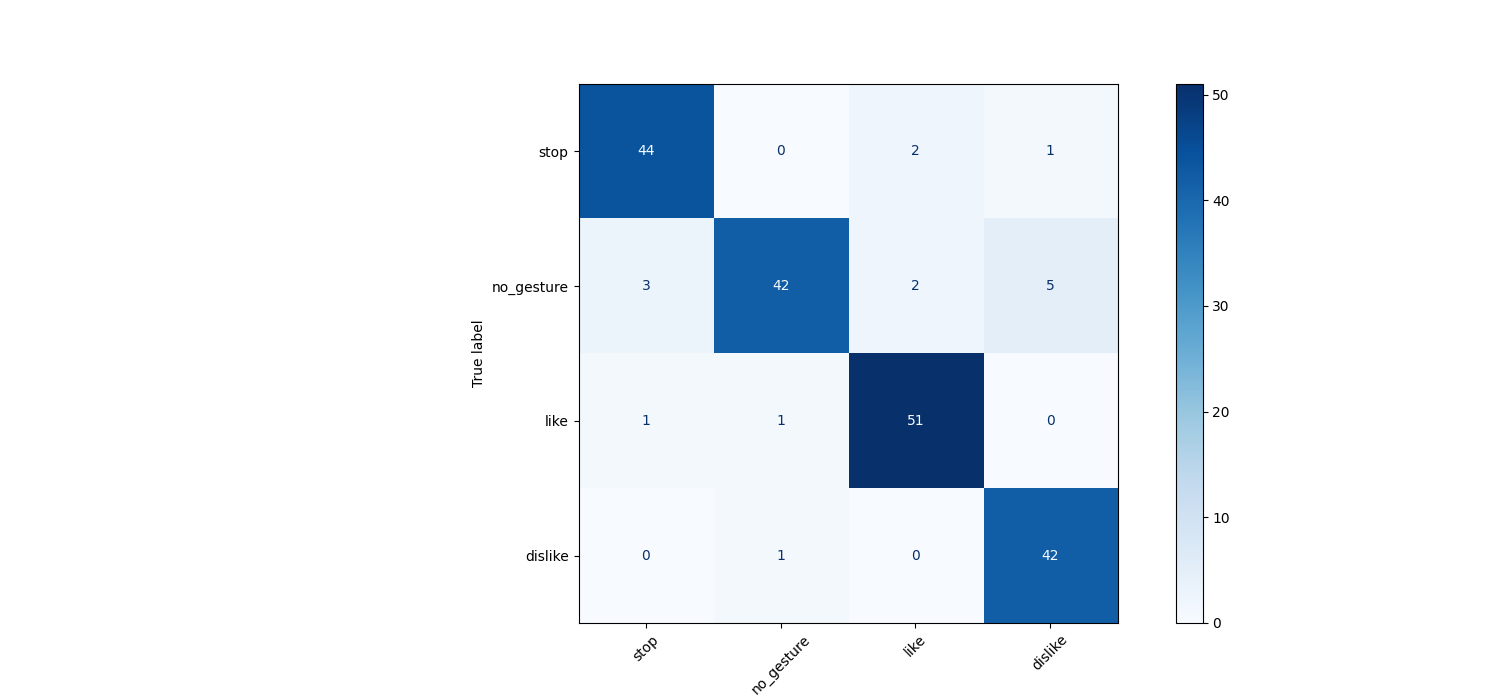 50
stop 44 0 2 1
40
no_gesture 3 42 2 5
30
True label
20
like 1 1 51 0
10
dislike 0 1 0 42
0
stop no_gesture like dislike